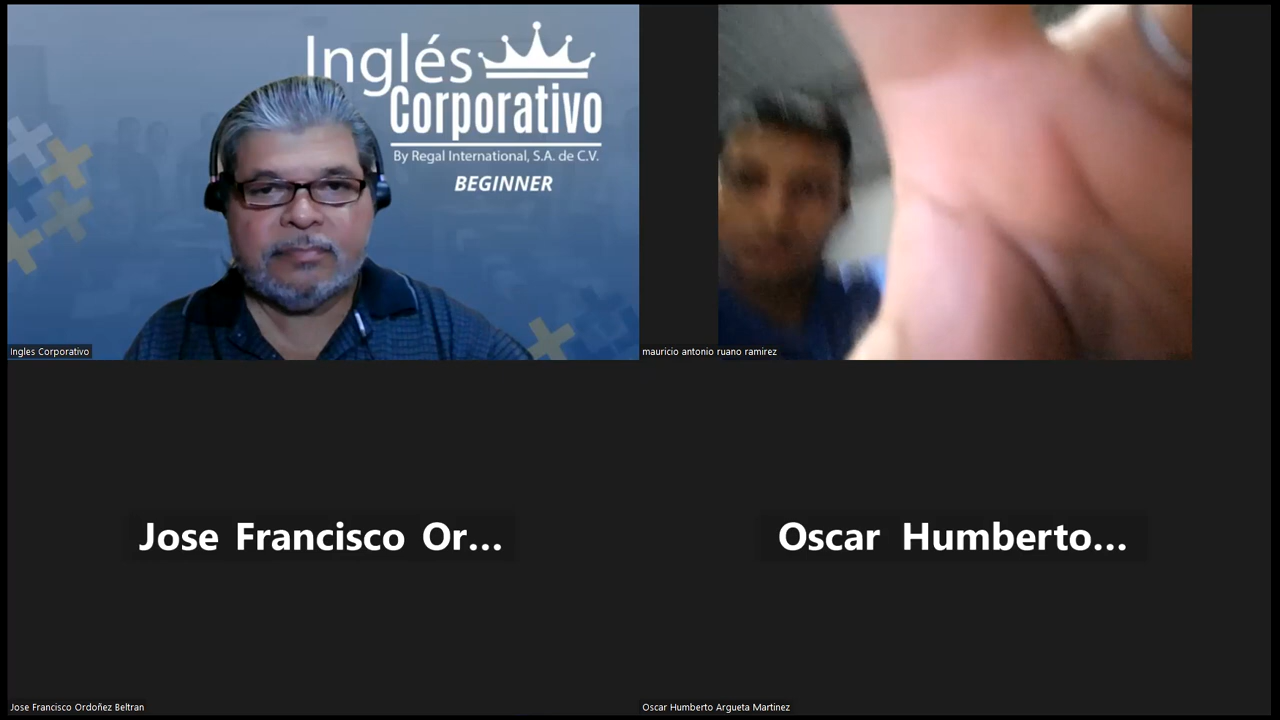 Inglés
Corporativo
By Regal International, S.A. de C.V.
BEGINNER
Ingles Corporativo
mauricio antonio ruano ramirez
Jose Francisco Or...
Oscar Humberto...
Jose Francisco Ordoñez Beltran
Oscar Humberto Argueta Martinez